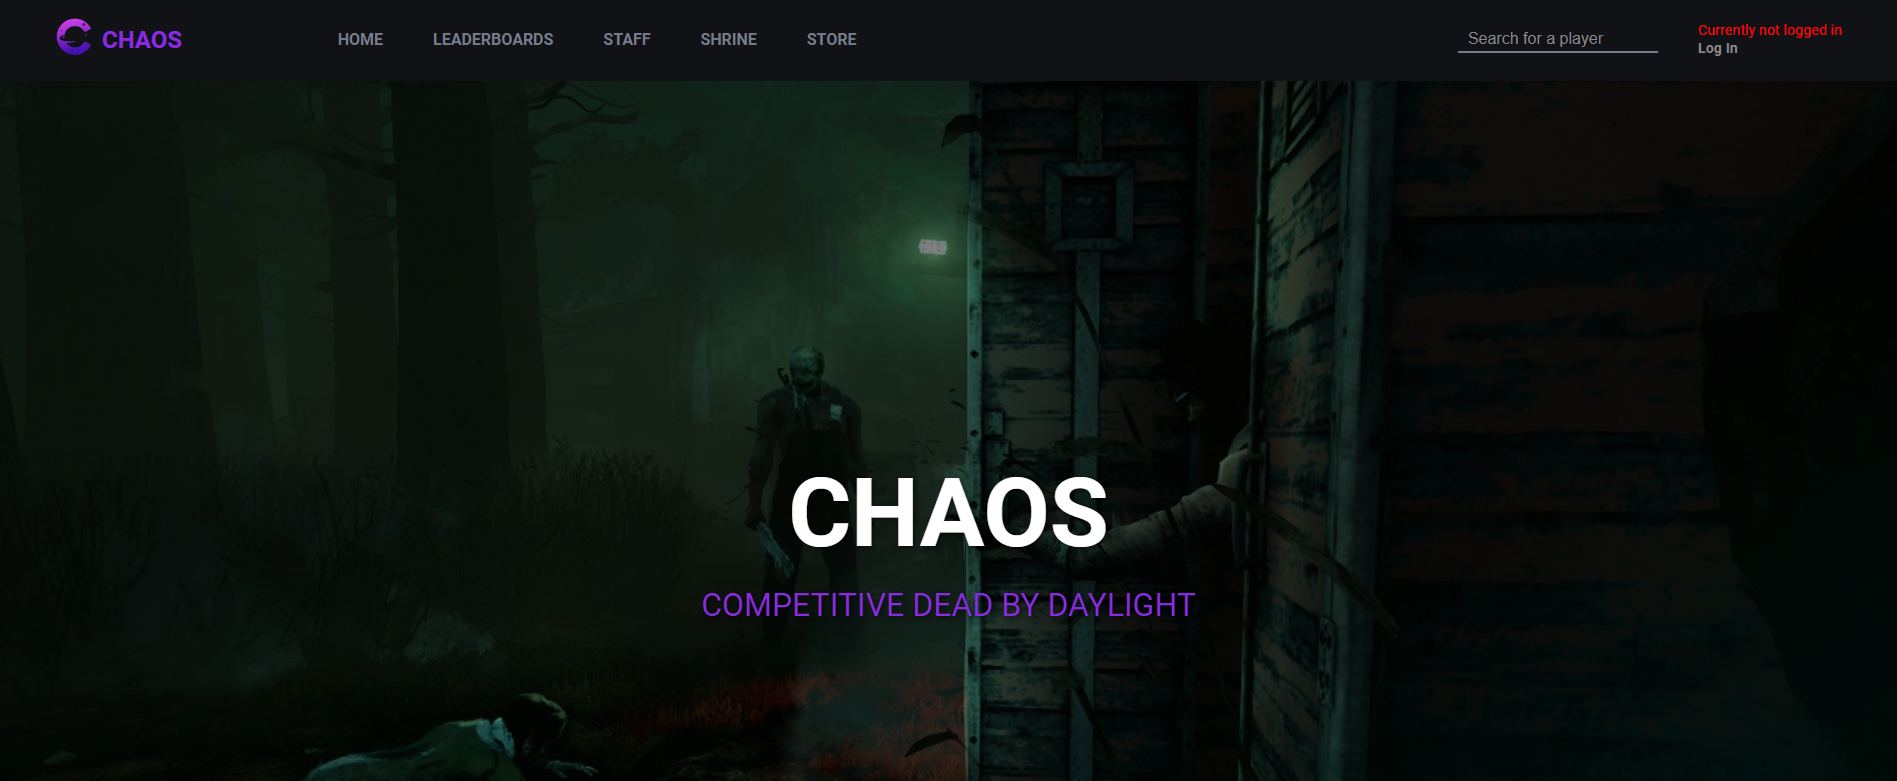 CHAOS
HOME LEADERBOARDS STAFF SHRINE STORE
Search for a player
Currently not logged in
Log In
CHAOS
COMPETITIVE DEAD BY DAYLIGHT